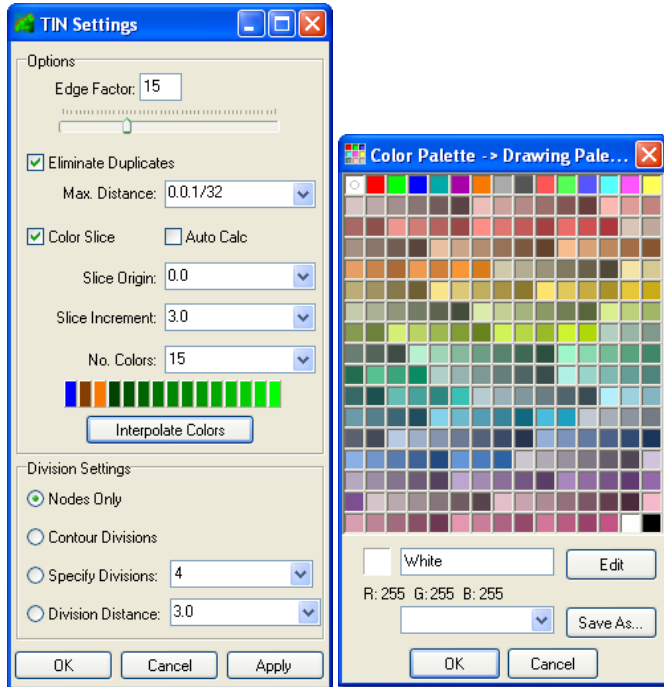 TIN Settings
Options
Edge Factor: 15
Eliminate Duplicates
Max. Distance: 0.0.1/32
Color Slice Auto Calc
Slice Origin: 0.0
Slice Increment: 3.0
No. Colors: 15
Interpolate Colors
Division Settings
Nodes Only
Contour Divisions
Specify Divisions: 4
Division Distance: 3.0
OK Cancel Apply
Color Palette -> Drawing Pale...
White Edit
R: 255 G: 255 B: 255
Save As...
OK Cancel